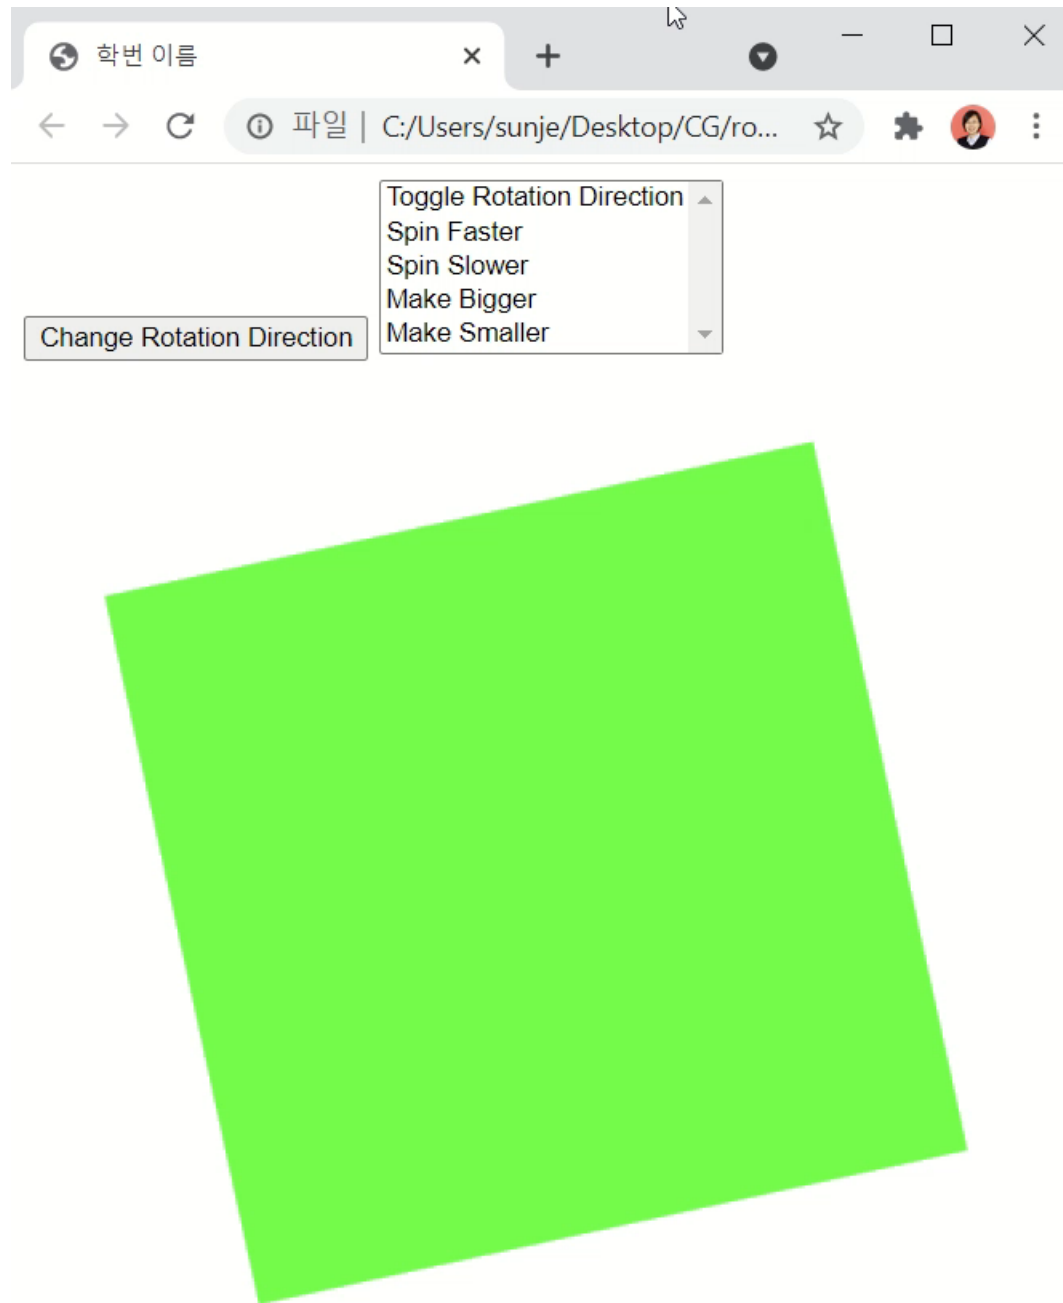 학번 이름
파일 | C:/Users/sunje/Desktop/CG/ro...
Toggle Rotation Direction
Spin Faster
Spin Slower
Make Bigger
Make Smaller
Change Rotation Direction